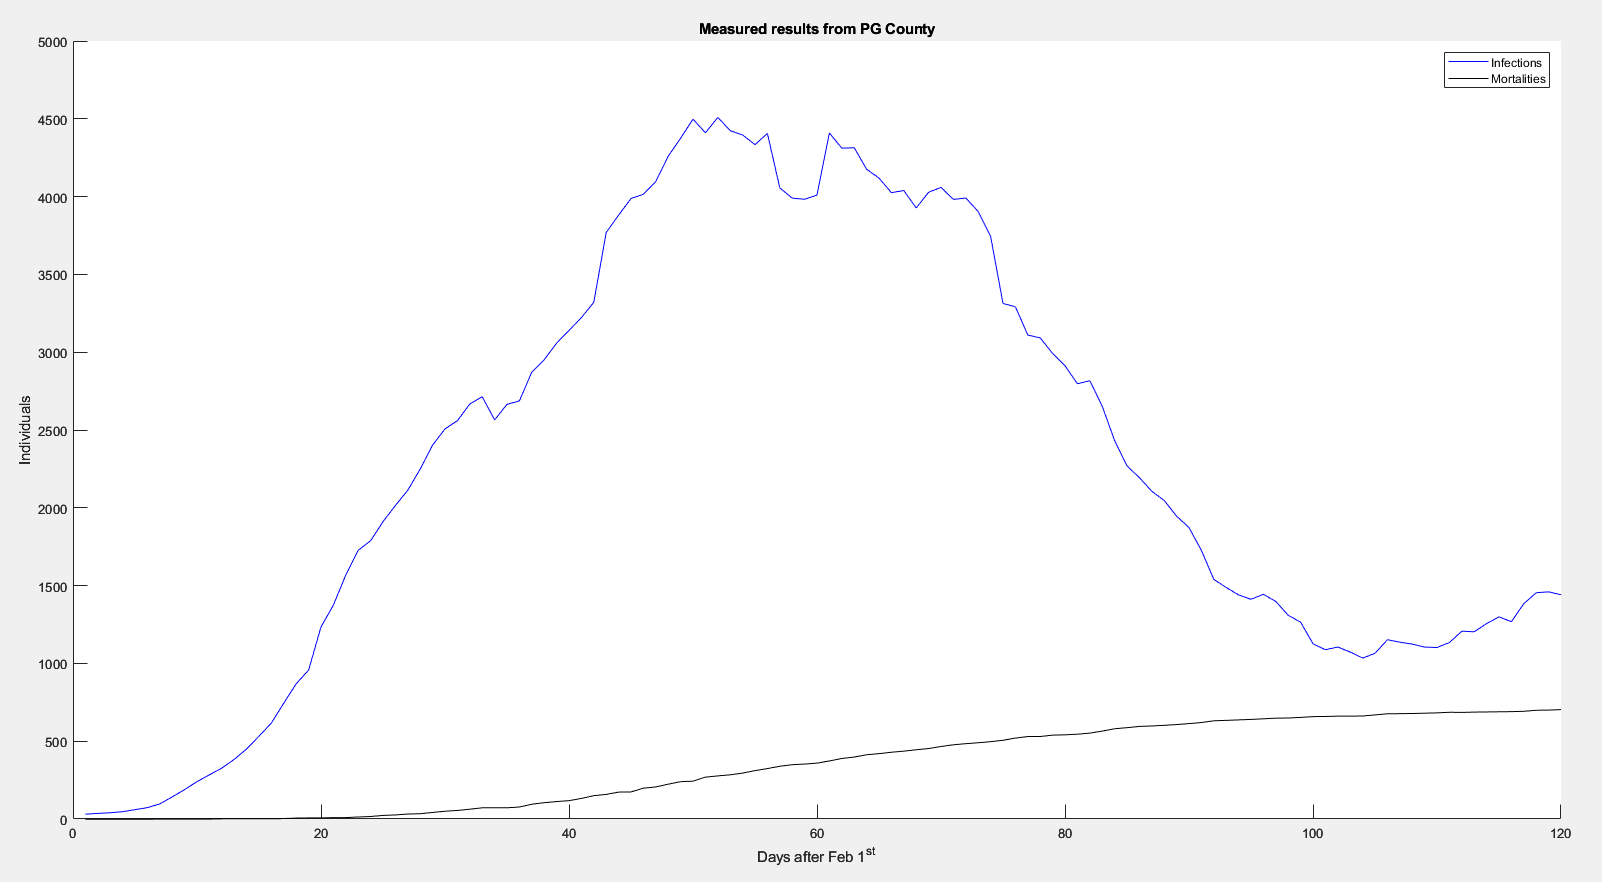 Measured results from PG County
Infections
Mortalities
5000
4500
4000
3500
3000
2500
2000
1500
1000
500
0
Individuals
0 20 40 60 80 100 120
Days after Feb 1st